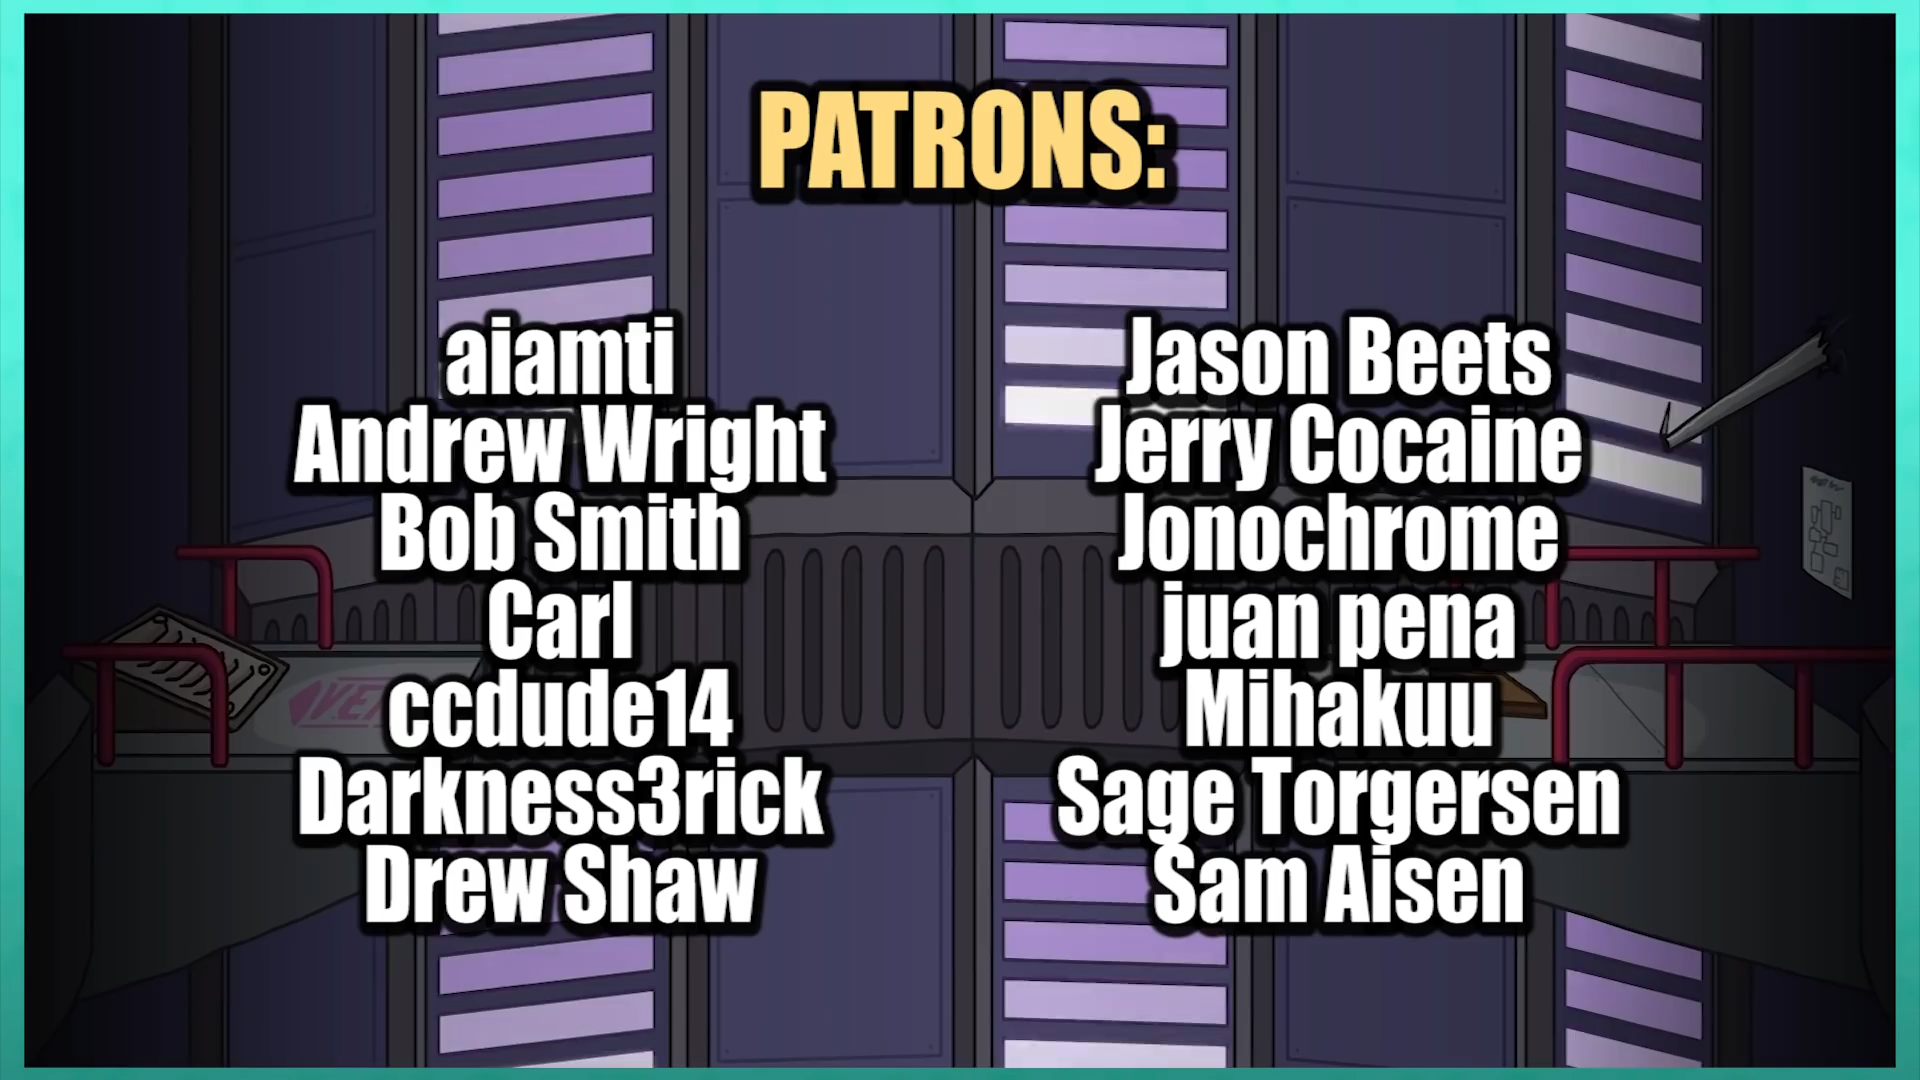 PATRONS:
aiamti
Andrew Wright
Bob Smith
Carl
ccdude14
Darkness3rick
Drew Shaw
Jason Beets
Jerry Cocaine
Jonochrome
juan pena
Mihakuu
Sage Torgersen
Sam Aisen